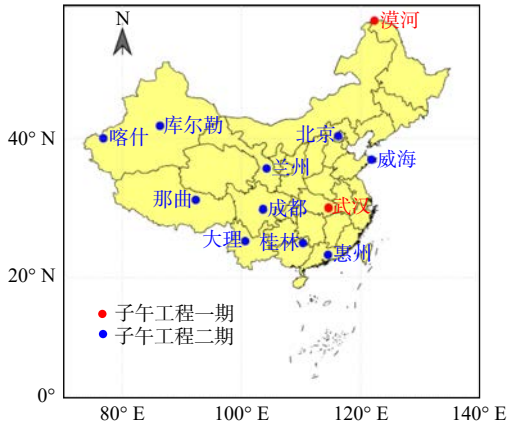 N
漠河
喀什
库尔勒
北京
40° N
兰州
威海
那曲
成都
武汉
大理
桂林
惠州
20° N
子午工程一期
子午工程二期
0°
80° E
100° E
120° E
140° E